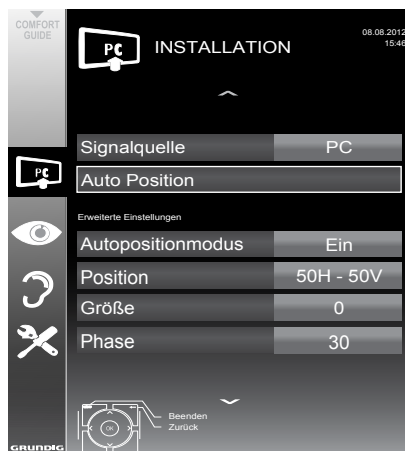 COMFORT
GUIDE
PC
INSTALLATION
08.08.2012
15:46
Signalquelle PC
PC
Auto Position
Erweiterte Einstellungen
Autopositionmodus Ein
Position 50H - 50V
Größe 0
Phase 30
Beenden
Zurück
OK
GRUNDIG